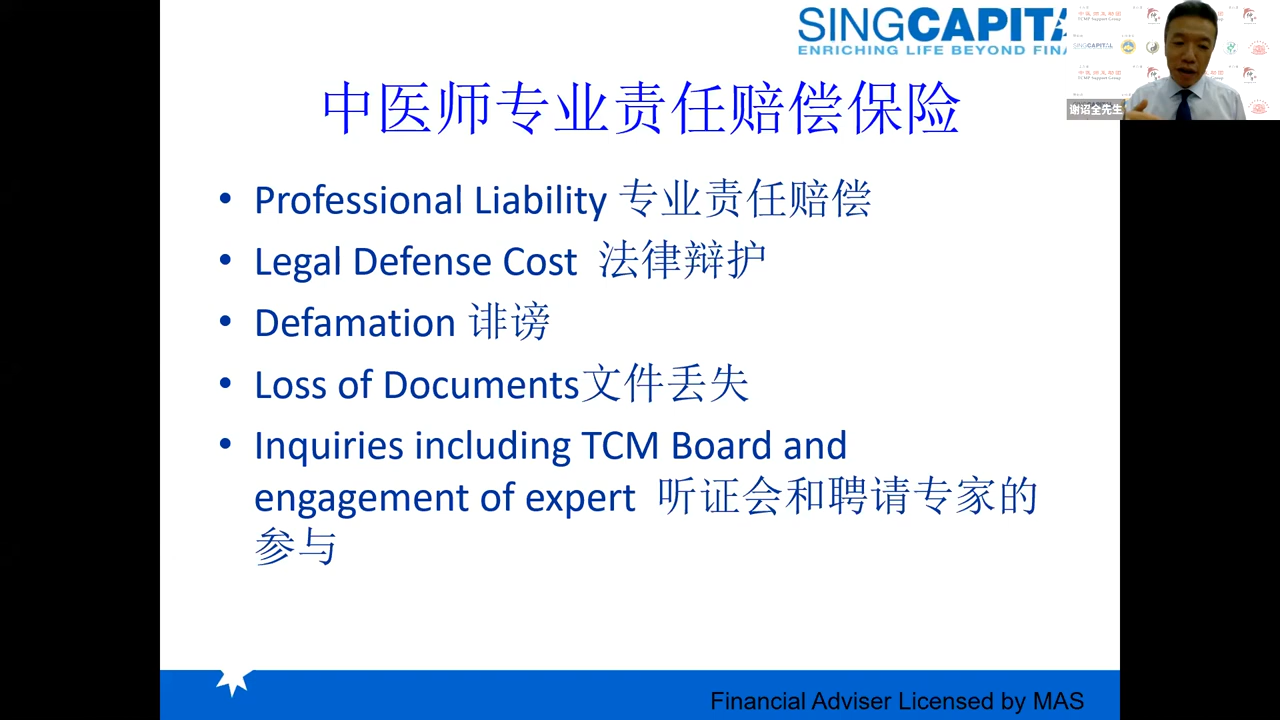 SINGCAPITA
ENRICHING LIFE BEYOND FIN
中医师专业责任赔偿保险
• Professional Liability 专业责任赔偿
• Legal Defense Cost 法律辩护
• Defamation 诽谤
• Loss of Documents文件丢失
• Inquiries including TCM Board and
engagement of expert 听证会和聘请专家的
参与
Financial Adviser Licensed by MAS
谢诏全先生
SINGCAPITAL